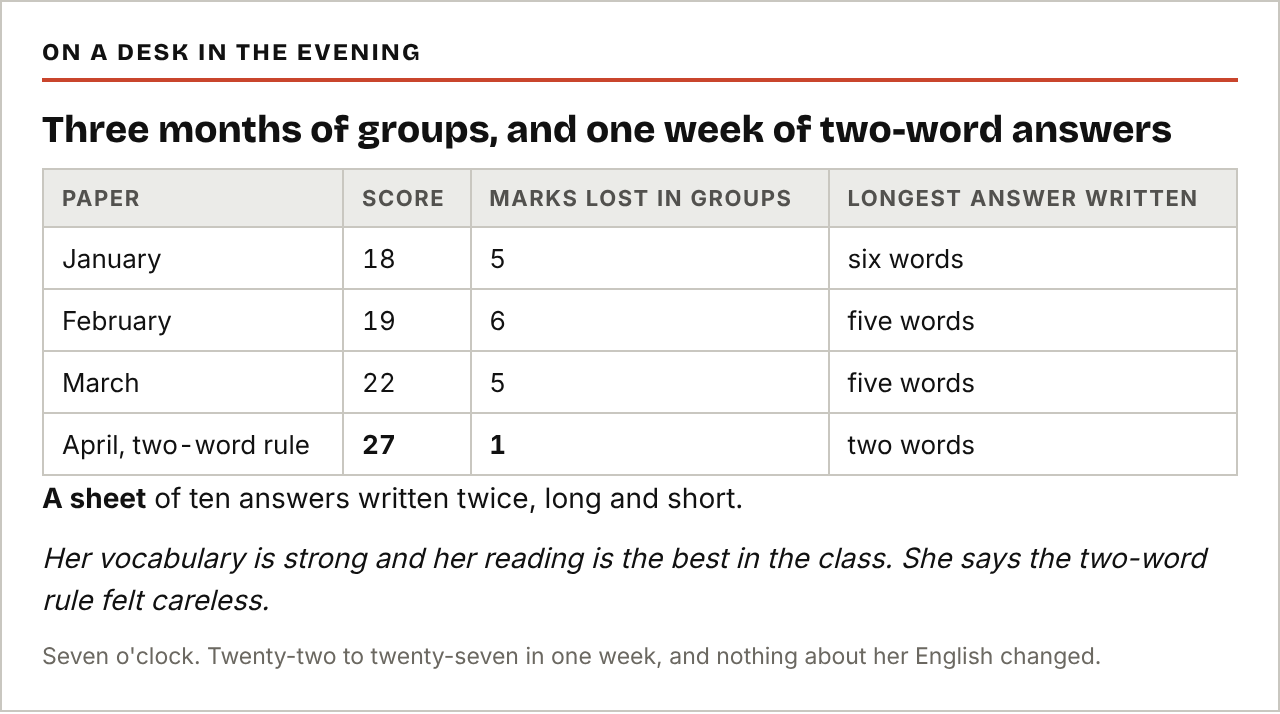 ON A DESK IN THE EVENING
Three months of groups, and one week of two-word answers
PAPER SCORE MARKS LOST IN GROUPS LONGEST ANSWER WRITTEN
January 18 5 six words
February 19 6 five words
March 22 5 five words
April, two-word rule 27 1 two words
A sheet of ten answers written twice, long and short.
Her vocabulary is strong and her reading is the best in the class. She says the two-word
rule felt careless.
Seven o'clock. Twenty-two to twenty-seven in one week, and nothing about her English changed.